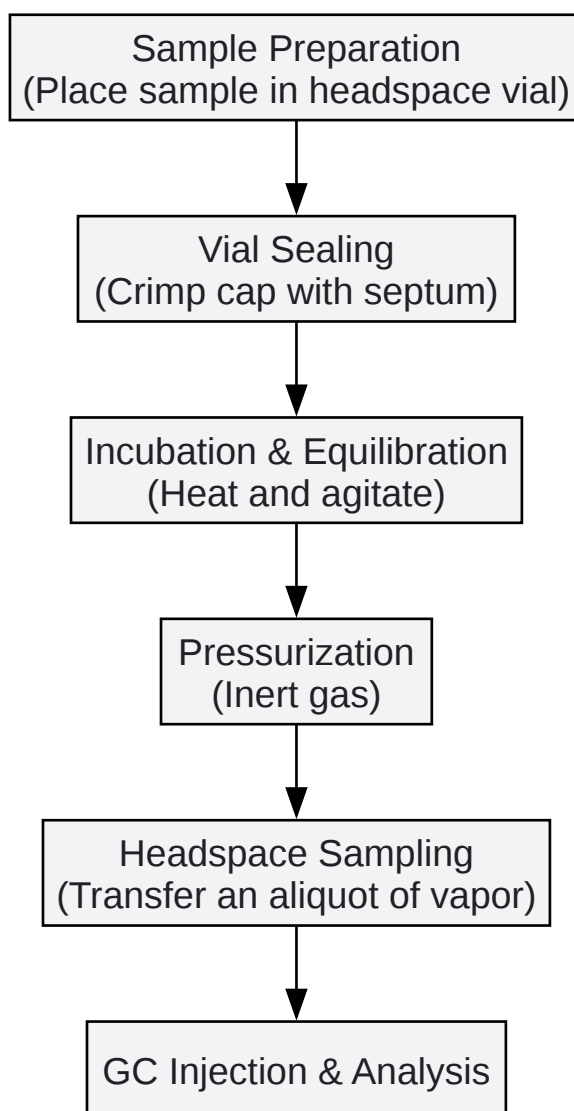 Sample Preparation
(Place sample in headspace vial)
Vial Sealing
(Crimp cap with septum)
Incubation & Equilibration
(Heat and agitate)
Pressurization
(Inert gas)
Headspace Sampling
(Transfer an aliquot of vapor)
GC Injection & Analysis